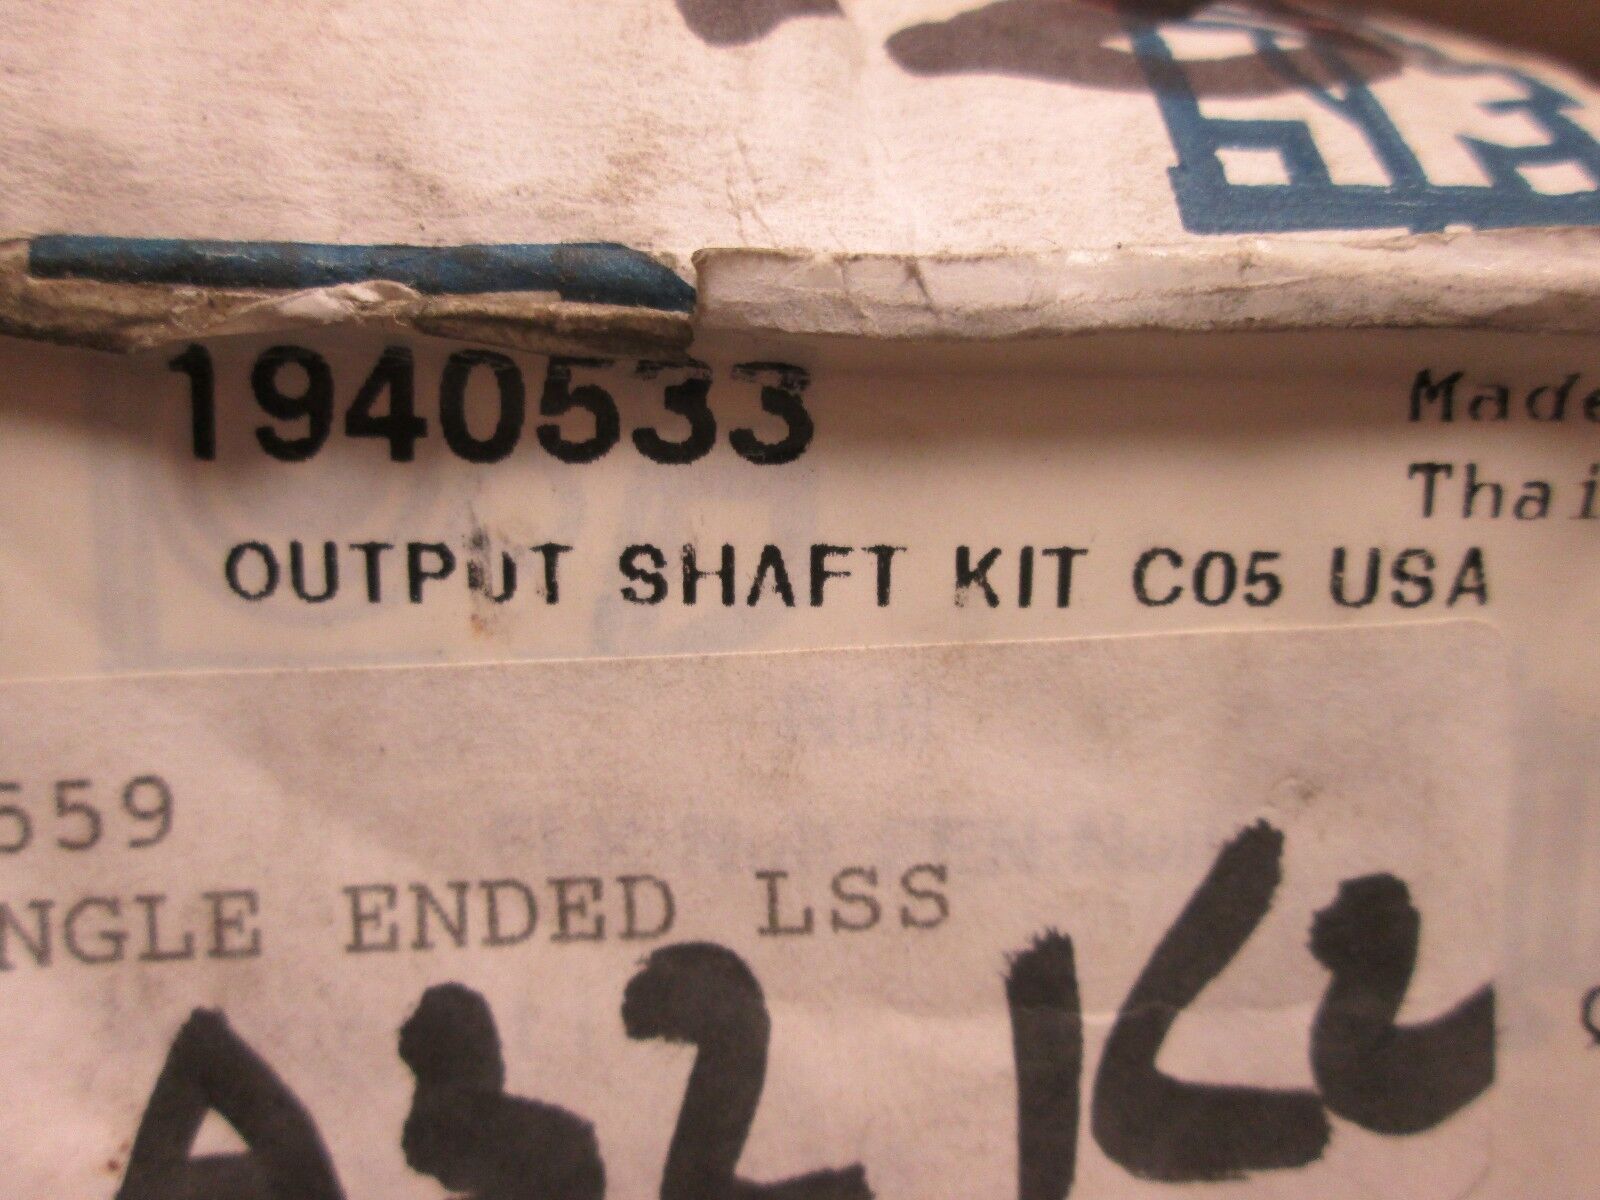 1940533
Made
Thai
OUTPUT SHAFT KIT C05 USA
559
NGLE ENDED LSS